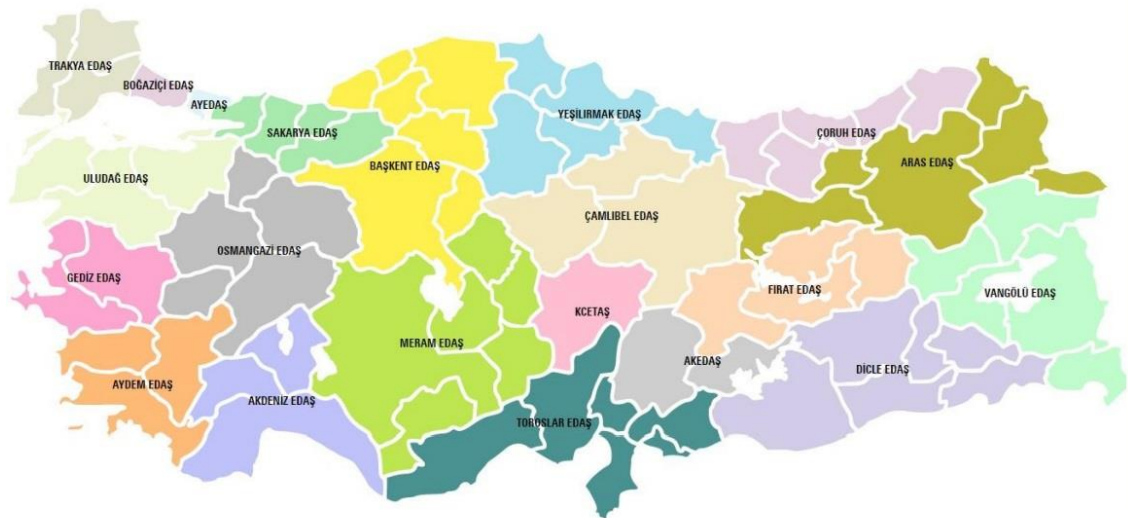 TRAKYA EDAŞ
BOĞAZİÇİ EDAŞ
AYEDAŞ
SAKARYA EDAŞ
YEŞİLIRMAK EDAŞ
ÇORUH EDAŞ
BAŞKENT EDAŞ
ARAS EDAŞ
ULUDAĞ EDAŞ
ÇAMLIBEL EDAŞ
OSMANGAZİ EDAŞ
GEDİZ EDAŞ
FIRAT EDAŞ
VANGÖLÜ EDAŞ
KCETAŞ
MERAM EDAŞ
AKEDAŞ
DİCLE EDAŞ
AYDEM EDAŞ
AKDENİZ EDAŞ
TOROSLAR EDAŞ